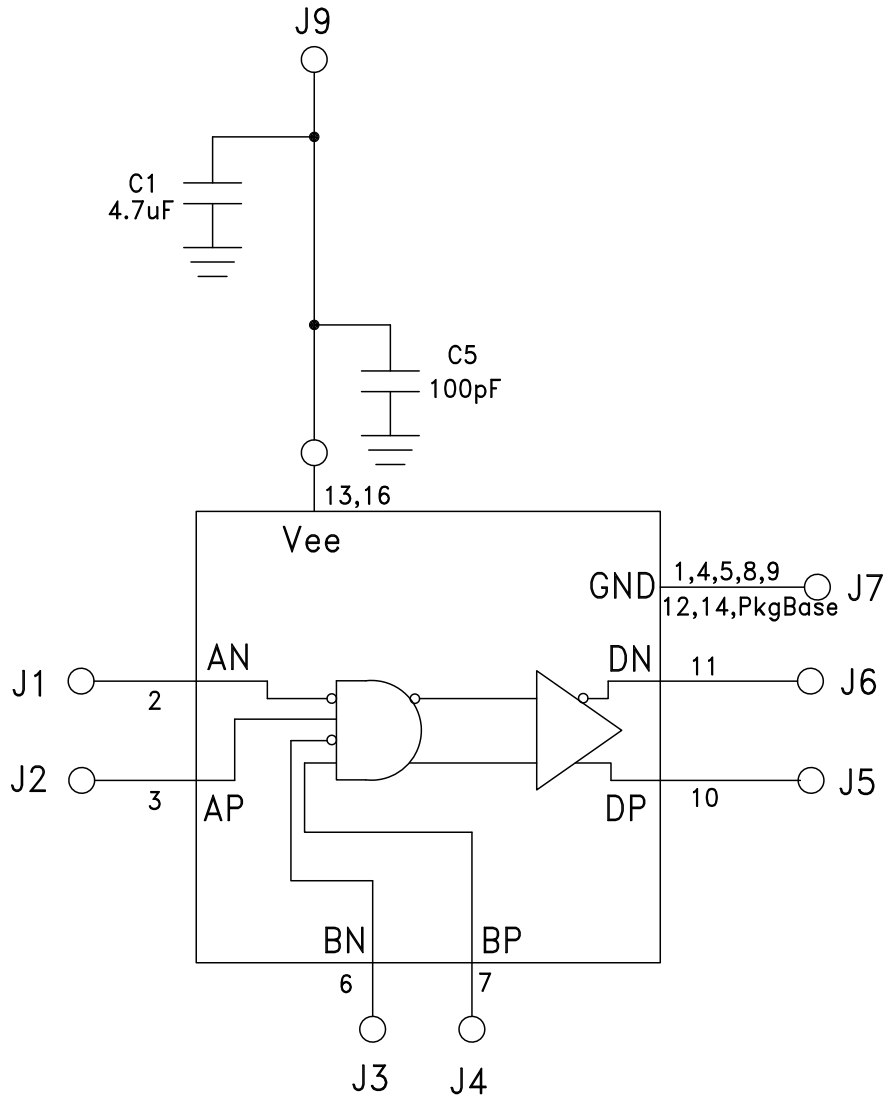 J9
C1
4.7uF
C5
100pF
13,16
Vee
GND
1,4,5,8,9
J7
12,14,PkgBase
AN
DN
11
J1
2
J6
J2
3
AP
DP
10
J5
BN
BP
6
7
J3
J4